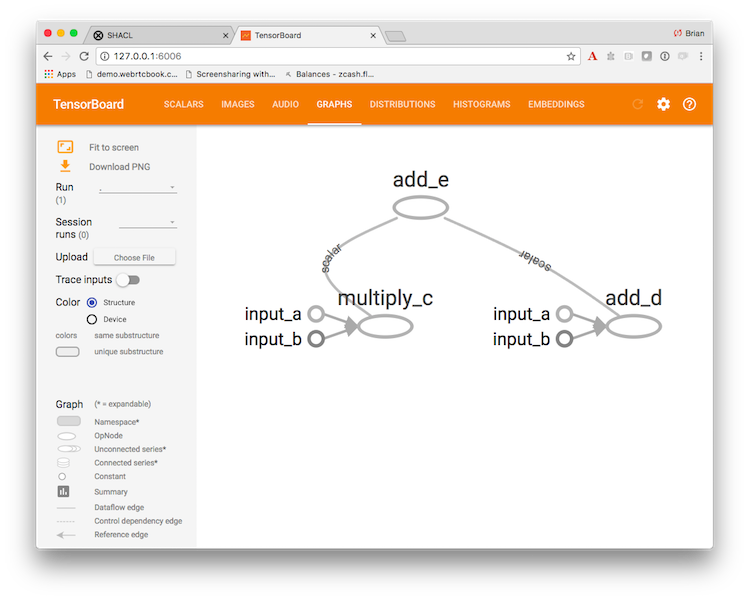 SHACL
TensorBoard
Brian
127.0.0.1:6006
Apps
demo.webrtcbook.c...
Screensharing with...
Balances - zcash.fl...
TensorBoard
SCALARS
IMAGES
AUDIO
GRAPHS
DISTRIBUTIONS
HISTOGRAMS
EMBEDDINGS
Fit to screen
Download PNG
Run
(1)
.
Session
runs (0)
Upload
Choose File
Trace inputs
Color
Structure
Device
colors
same substructure
unique substructure
Graph
(* = expandable)
Namespace*
OpNode
Unconnected series*
Connected series*
Constant
Summary
Dataflow edge
Control dependency edge
Reference edge
add_e
scalar
scalar
multiply_c
input_a
input_b
add_d
input_a
input_b